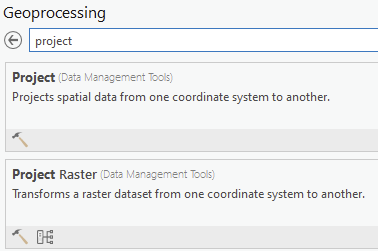 Geoprocessing
project
Project (Data Management Tools)
Projects spatial data from one coordinate system to another.
Project Raster (Data Management Tools)
Transforms a raster dataset from one coordinate system to another.